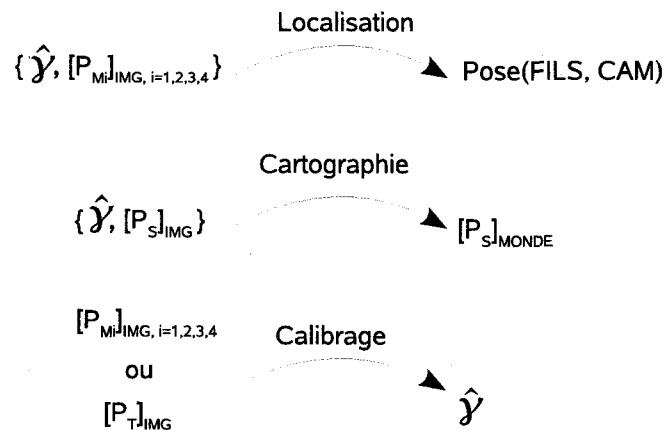 Localisation
{γ̂, [P_Mi]_IMG, i=1,2,3,4} Pose(FILS, CAM)
Cartographie
{γ̂, [P_S]_IMG} [P_S]_MONDE
[P_Mi]_IMG, i=1,2,3,4
Calibrage
ou
γ̂
[P_T]_IMG